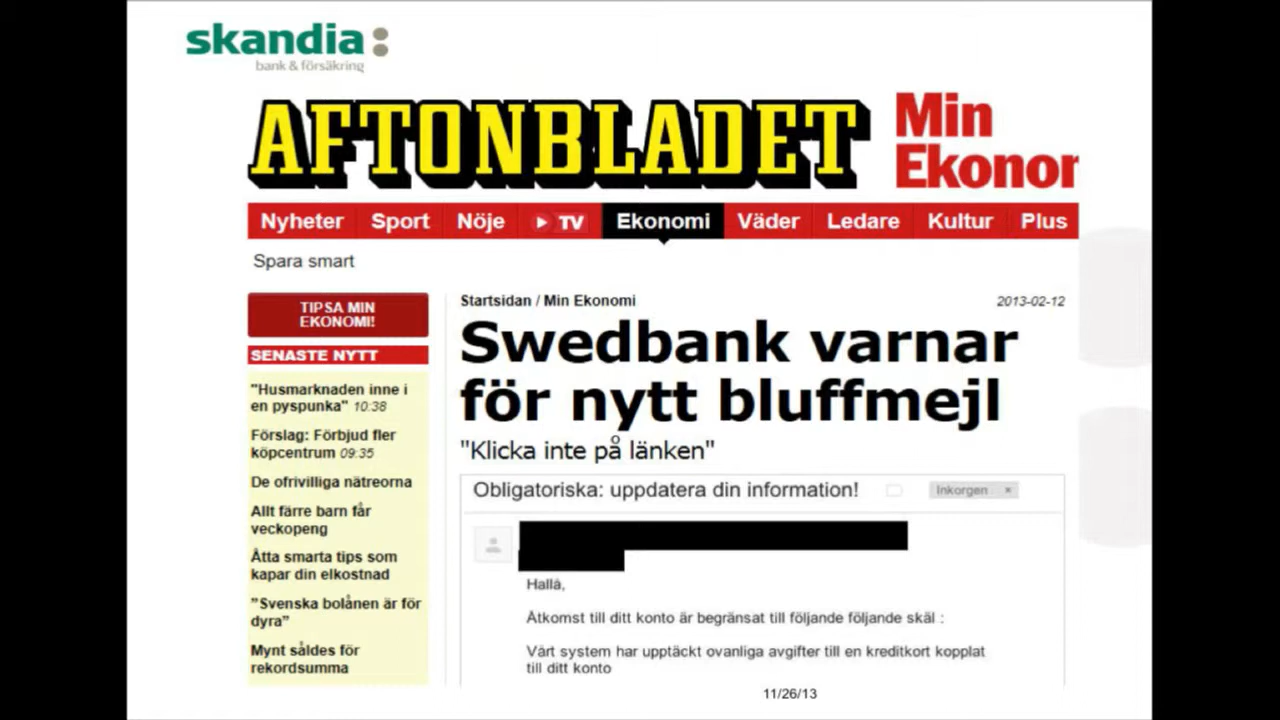 skandia:
bank & försäkring
AFTONBLADET
Min
Ekonor
Nyheter Sport Nöje TV Ekonomi Väder Ledare Kultur Plus
Spara smart
TIPSA MIN
EKONOMI!
SENASTE NYTT
"Husmarknaden inne i
en pyspunka" 10:38
Förslag: Förbjud fler
köpcentrum 09:35
De ofrivilliga nätreorna
Allt färre barn får
veckopeng
Åtta smarta tips som
kapar din elkostnad
"Svenska bolånen är för
dyra"
Mynt såldes för
rekordsumma
Startsidan / Min Ekonomi 2013-02-12
Swedbank varnar
för nytt bluffmejl
"Klicka inte på länken"
Obligatoriska: uppdatera din information! Inkorgen ×
Hallå,
Åtkomst till ditt konto är begränsat till följande följande skäl :
Vårt system har upptäckt ovanliga avgifter till en kreditkort kopplat
till ditt konto
11/26/13